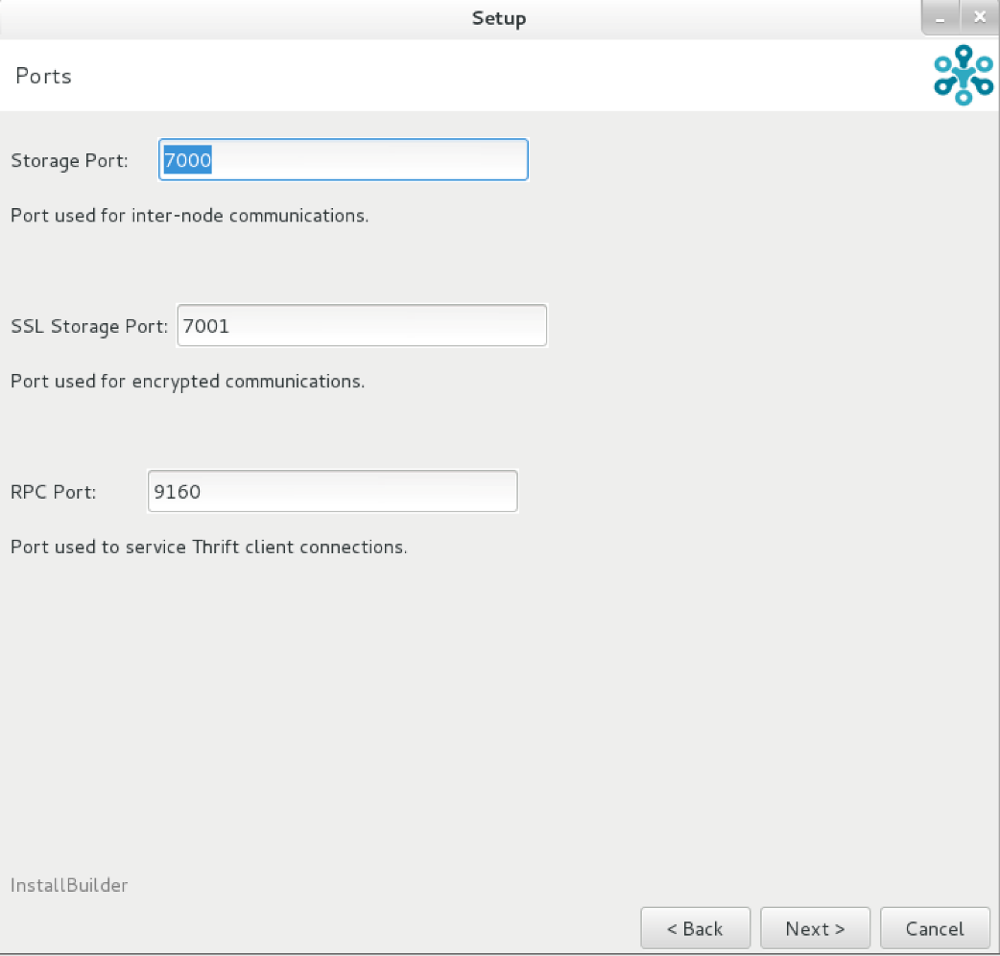 Setup
Ports
Storage Port: 7000
Port used for inter-node communications.
SSL Storage Port: 7001
Port used for encrypted communications.
RPC Port: 9160
Port used to service Thrift client connections.
InstallBuilder
< Back Next > Cancel